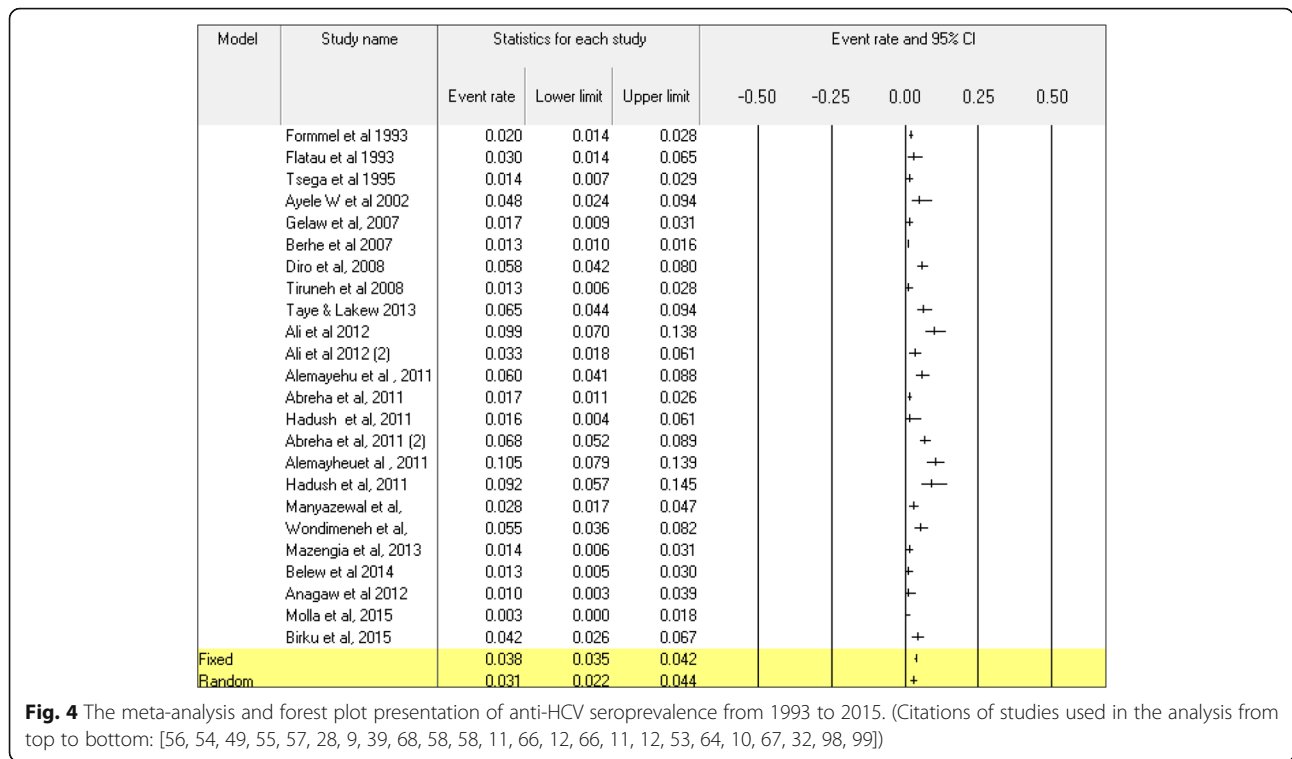 Model Study name Statistics for each study Event rate and 95% CI
Event rate Lower limit Upper limit -0.50 -0.25 0.00 0.25 0.50
Formmel et al 1993 0.020 0.014 0.028
Flatau et al 1993 0.030 0.014 0.065
Tsega et al 1995 0.014 0.007 0.029
Ayele W et al 2002 0.048 0.024 0.094
Gelaw et al, 2007 0.017 0.009 0.031
Berhe et al 2007 0.013 0.010 0.016
Diro et al, 2008 0.058 0.042 0.080
Tiruneh et al 2008 0.013 0.006 0.028
Taye & Lakew 2013 0.065 0.044 0.094
Ali et al 2012 0.099 0.070 0.138
Ali et al 2012 (2) 0.033 0.018 0.061
Alemayehu et al , 2011 0.060 0.041 0.088
Abreha et al, 2011 0.017 0.011 0.026
Hadush et al, 2011 0.016 0.004 0.061
Abreha et al, 2011 (2) 0.068 0.052 0.089
Alemayheuet al , 2011 0.105 0.079 0.139
Hadush et al, 2011 0.092 0.057 0.145
Manyazewal et al, 0.028 0.017 0.047
Wondimeneh et al, 0.055 0.036 0.082
Mazengia et al, 2013 0.014 0.006 0.031
Belew et al 2014 0.013 0.005 0.030
Anagaw et al 2012 0.010 0.003 0.039
Molla et al, 2015 0.003 0.000 0.018
Birku et al, 2015 0.042 0.026 0.067
Fixed 0.038 0.035 0.042
Random 0.031 0.022 0.044
Fig. 4 The meta-analysis and forest plot presentation of anti-HCV seroprevalence from 1993 to 2015. (Citations of studies used in the analysis from
top to bottom: [56, 54, 49, 55, 57, 28, 9, 39, 68, 58, 58, 11, 66, 12, 66, 11, 12, 53, 64, 10, 67, 32, 98, 99])